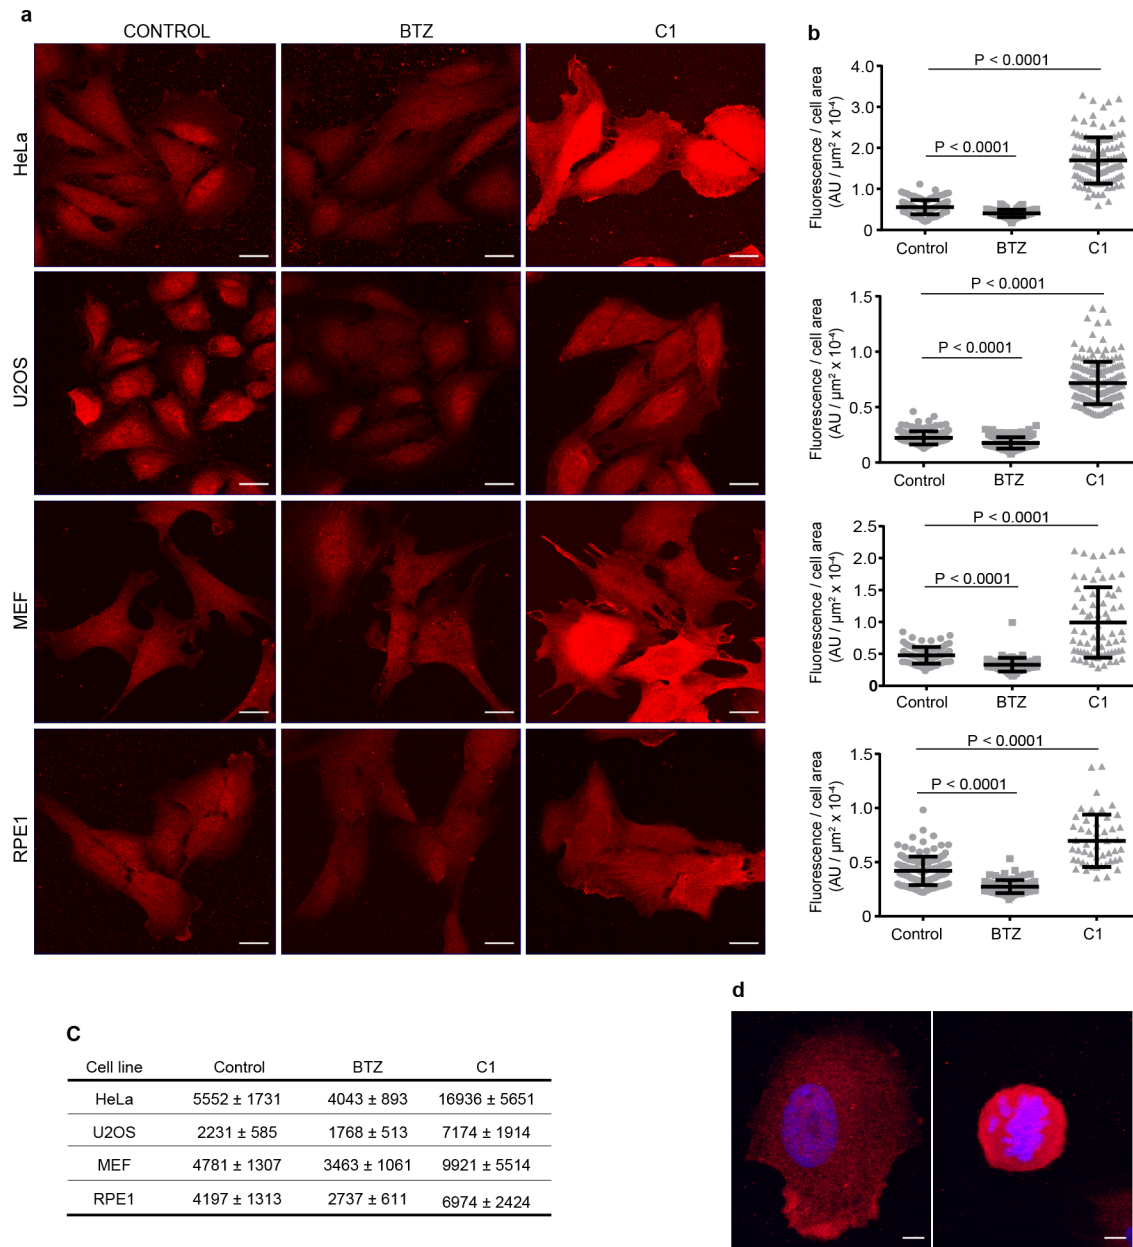 a
CONTROL BTZ C1
HeLa
U2OS
MEF
RPE1
b
P < 0.0001
P < 0.0001
Fluorescence / cell area
(AU / µm² x 10⁻⁴)
4.0
3.0
2.0
1.0
0
Control BTZ C1
P < 0.0001
P < 0.0001
Fluorescence / cell area
(AU / µm² x 10⁻⁴)
1.5
1.0
0.5
0
Control BTZ C1
P < 0.0001
P < 0.0001
Fluorescence / cell area
(AU / µm² x 10⁻⁴)
2.5
2.0
1.5
1.0
0.5
0
Control BTZ C1
P < 0.0001
P < 0.0001
Fluorescence / cell area
(AU / µm² x 10⁻⁴)
1.5
1.0
0.5
0
Control BTZ C1
c
Cell line Control BTZ C1
HeLa 5552 ± 1731 4043 ± 893 16936 ± 5651
U2OS 2231 ± 585 1768 ± 513 7174 ± 1914
MEF 4781 ± 1307 3463 ± 1061 9921 ± 5514
RPE1 4197 ± 1313 2737 ± 611 6974 ± 2424
d